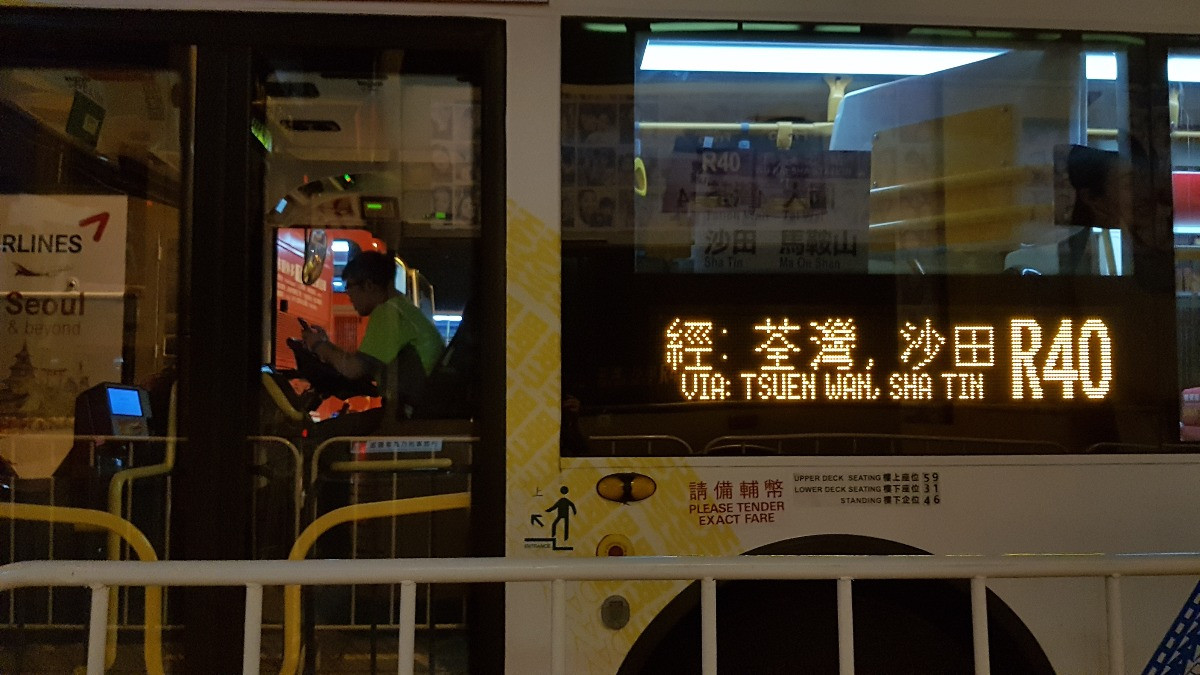 RLINES
Seoul
& beyond
R40
沙田 馬鞍山
Sha Tin Ma On Shan
經: 荃灣, 沙田 R40
VIA: TSUEN WAN, SHA TIN
上
ENTRANCE
請備輔幣
PLEASE TENDER
EXACT FARE
UPPER DECK SEATING 樓上座位 59
LOWER DECK SEATING 樓下座位 31
STANDING 樓下企位 46